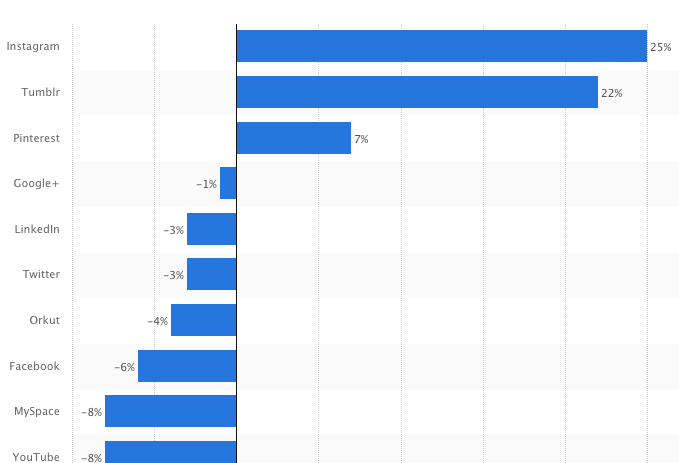 Instagram 25%
Tumblr 22%
Pinterest 7%
Google+ -1%
LinkedIn -3%
Twitter -3%
Orkut -4%
Facebook -6%
MySpace -8%
YouTube -8%